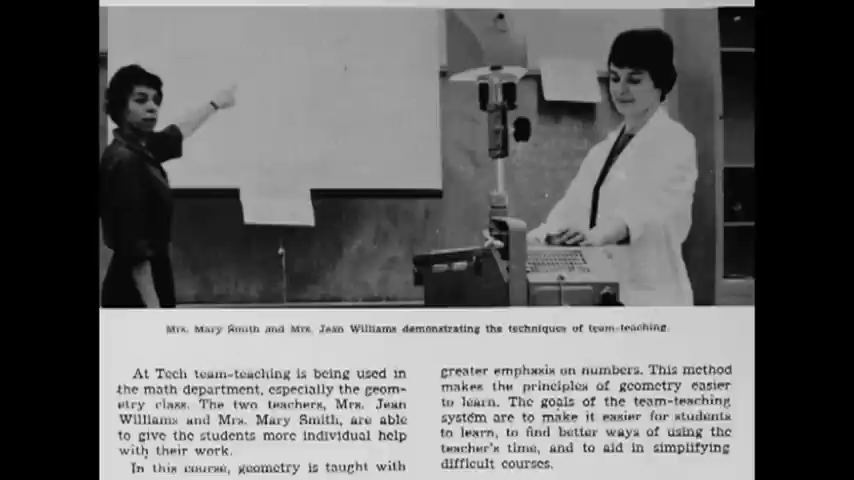 Mrs. Mary Smith and Mrs. Jean Williams demonstrating the techniques of team-teaching.
At Tech team-teaching is being used in
the math department, especially the geom-
etry class. The two teachers, Mrs. Jean
Williams and Mrs. Mary Smith, are able
to give the students more individual help
with their work.
In this course, geometry is taught with
greater emphasis on numbers. This method
makes the principles of geometry easier
to learn. The goals of the team-teaching
system are to make it easier for students
to learn, to find better ways of using the
teacher's time, and to aid in simplifying
difficult courses.